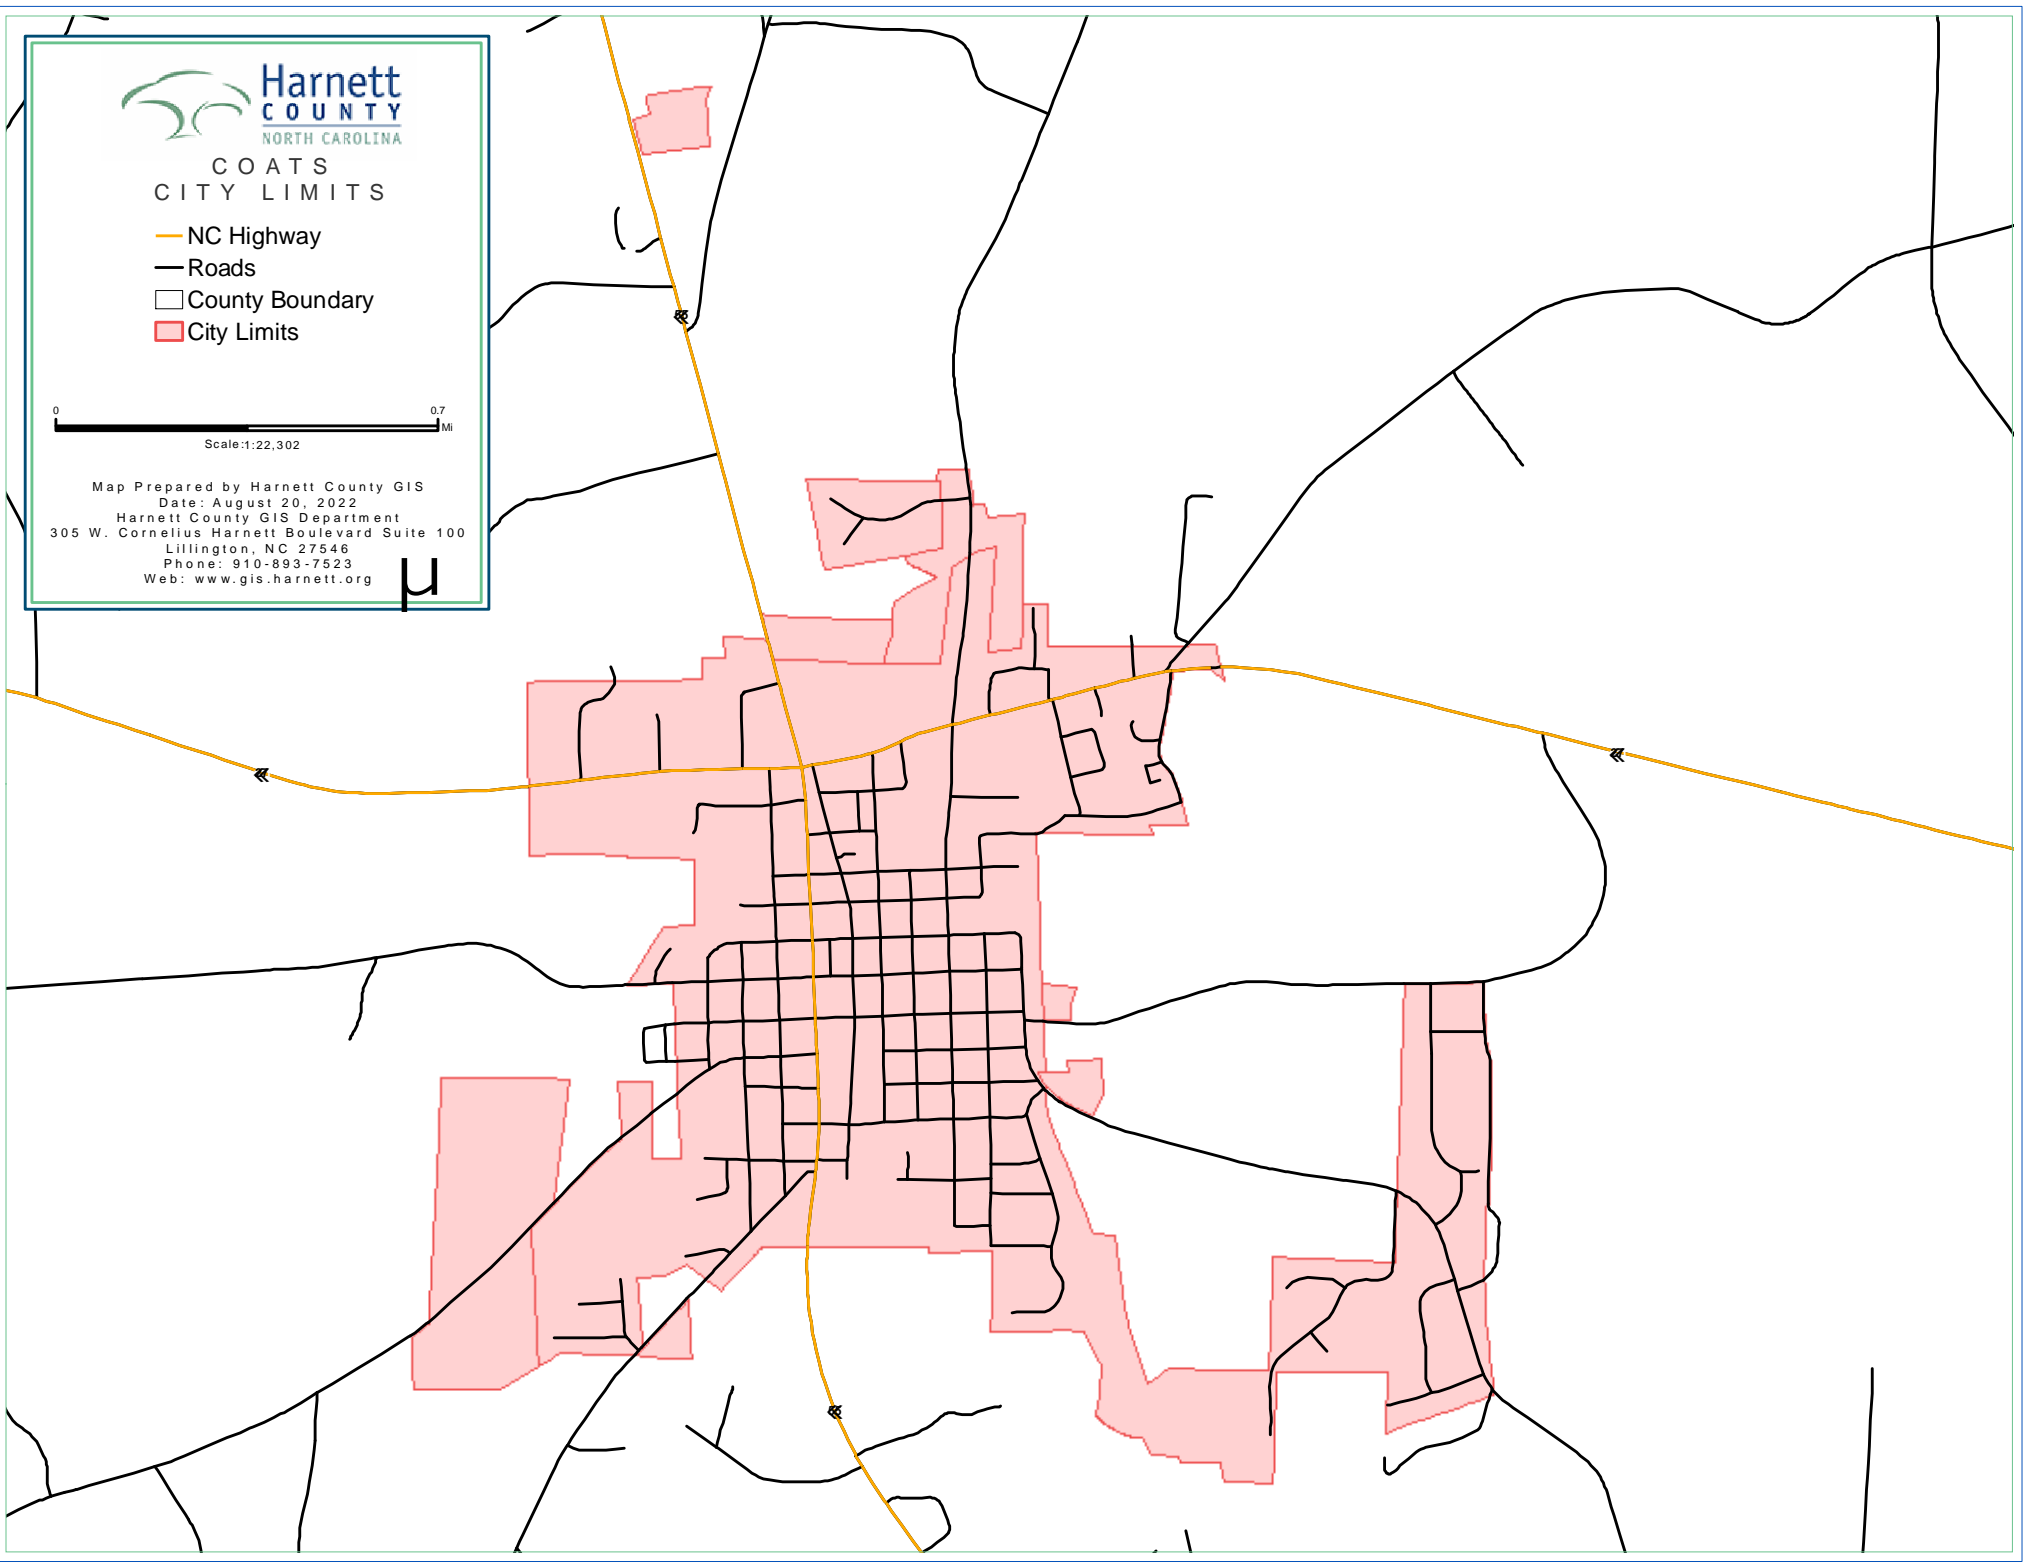 Harnett
COUNTY
NORTH CAROLINA
COATS
CITY LIMITS
NC Highway
Roads
County Boundary
City Limits
0 0.7
Mi
Scale:1:22,302
Map Prepared by Harnett County GIS
Date: August 20, 2022
Harnett County GIS Department
305 W. Cornelius Harnett Boulevard Suite 100
Lillington, NC 27546
Phone: 910-893-7523
Web: www.gis.harnett.org
µ